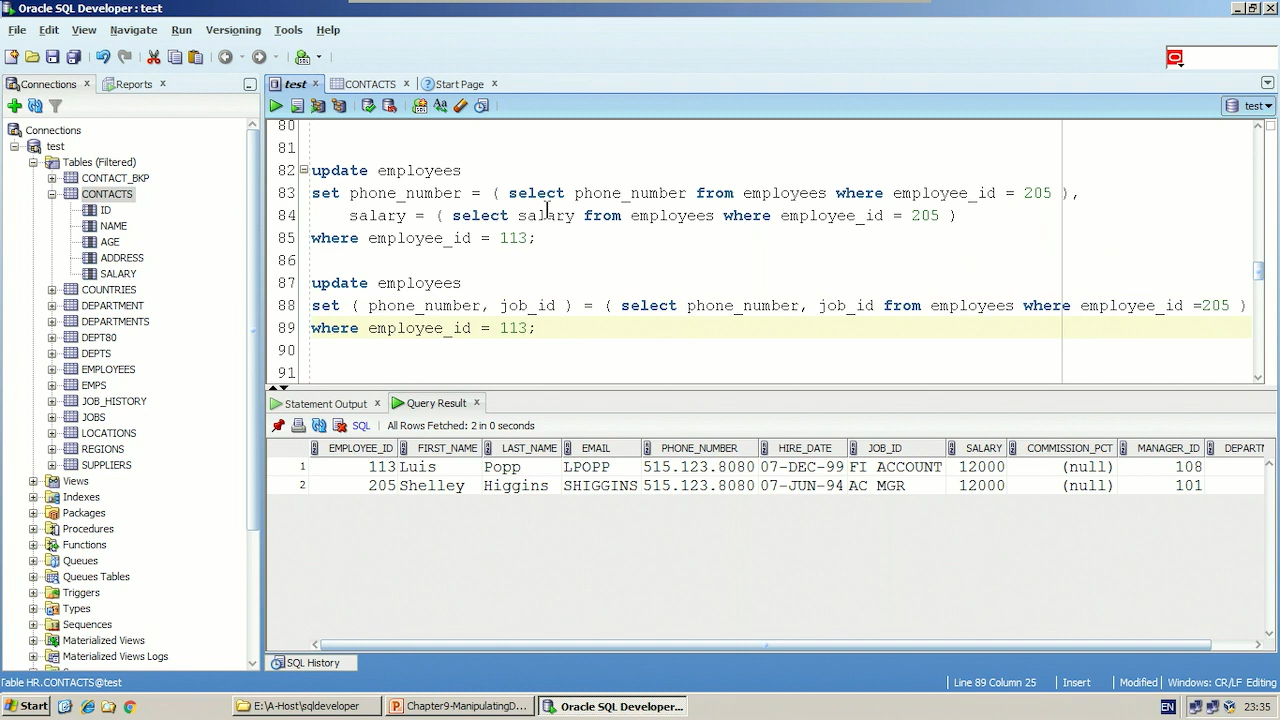 Oracle SQL Developer : test
File Edit View Navigate Run Versioning Tools Help
Connections Reports test CONTACTS Start Page
test
Connections
test
Tables (Filtered)
CONTACT_BKP
CONTACTS
ID
NAME
AGE
ADDRESS
SALARY
COUNTRIES
DEPARTMENT
DEPARTMENTS
DEPT80
DEPTS
EMPLOYEES
EMPS
JOB_HISTORY
JOBS
LOCATIONS
REGIONS
SUPPLIERS
Views
Indexes
Packages
Procedures
Functions
Queues
Queues Tables
Triggers
Types
Sequences
Materialized Views
Materialized Views Logs
80
81
82 update employees
83 set phone_number = ( select phone_number from employees where employee_id = 205 ),
84 salary = ( select salary from employees where employee_id = 205 )
85 where employee_id = 113;
86
87 update employees
88 set ( phone_number, job_id ) = ( select phone_number, job_id from employees where employee_id =205 )
89 where employee_id = 113;
90
91
Statement Output Query Result
SQL All Rows Fetched: 2 in 0 seconds
EMPLOYEE_ID FIRST_NAME LAST_NAME EMAIL PHONE_NUMBER HIRE_DATE JOB_ID SALARY COMMISSION_PCT MANAGER_ID DEPARTI
1 113 Luis Popp LPOPP 515.123.8080 07-DEC-99 FI_ACCOUNT 12000 (null) 108
2 205 Shelley Higgins SHIGGINS 515.123.8080 07-JUN-94 AC_MGR 12000 (null) 101
SQL History
Table HR.CONTACTS@test Line 89 Column 25 Insert Modified Windows: CR/LF Editing
Start E:\A-Host\sqldeveloper Chapter9-ManipulatingD... Oracle SQL Developer... EN 23:35